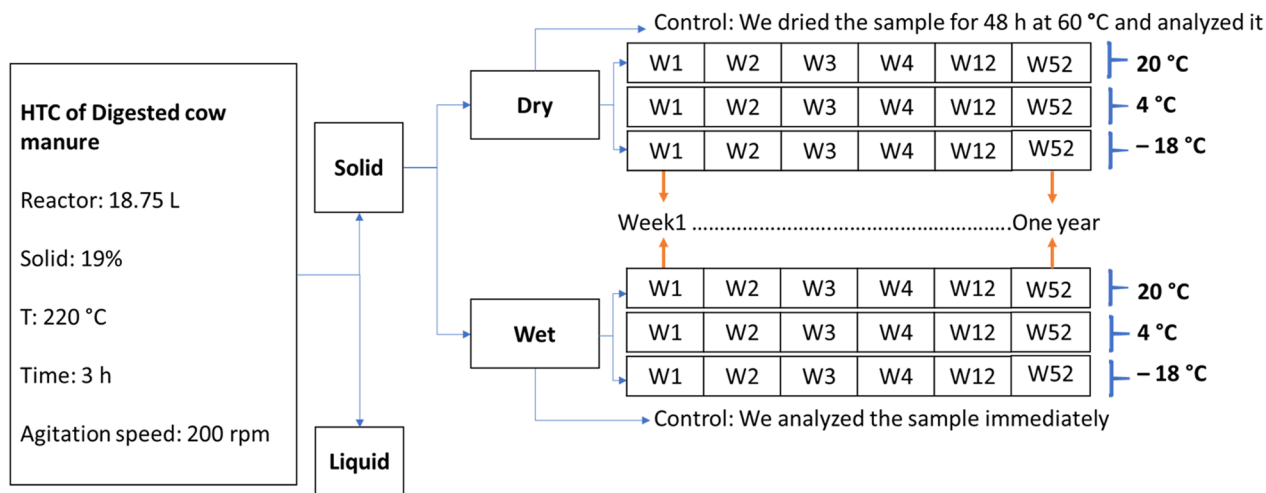 Control: We dried the sample for 48 h at 60 °C and analyzed it
HTC of Digested cow
manure
Reactor: 18.75 L
Solid: 19%
T: 220 °C
Time: 3 h
Agitation speed: 200 rpm
Solid
Liquid
Dry
W1 W2 W3 W4 W12 W52 20 °C
W1 W2 W3 W4 W12 W52 4 °C
W1 W2 W3 W4 W12 W52 – 18 °C
Week1 ........................................................One year
Wet
W1 W2 W3 W4 W12 W52 20 °C
W1 W2 W3 W4 W12 W52 4 °C
W1 W2 W3 W4 W12 W52 – 18 °C
Control: We analyzed the sample immediately